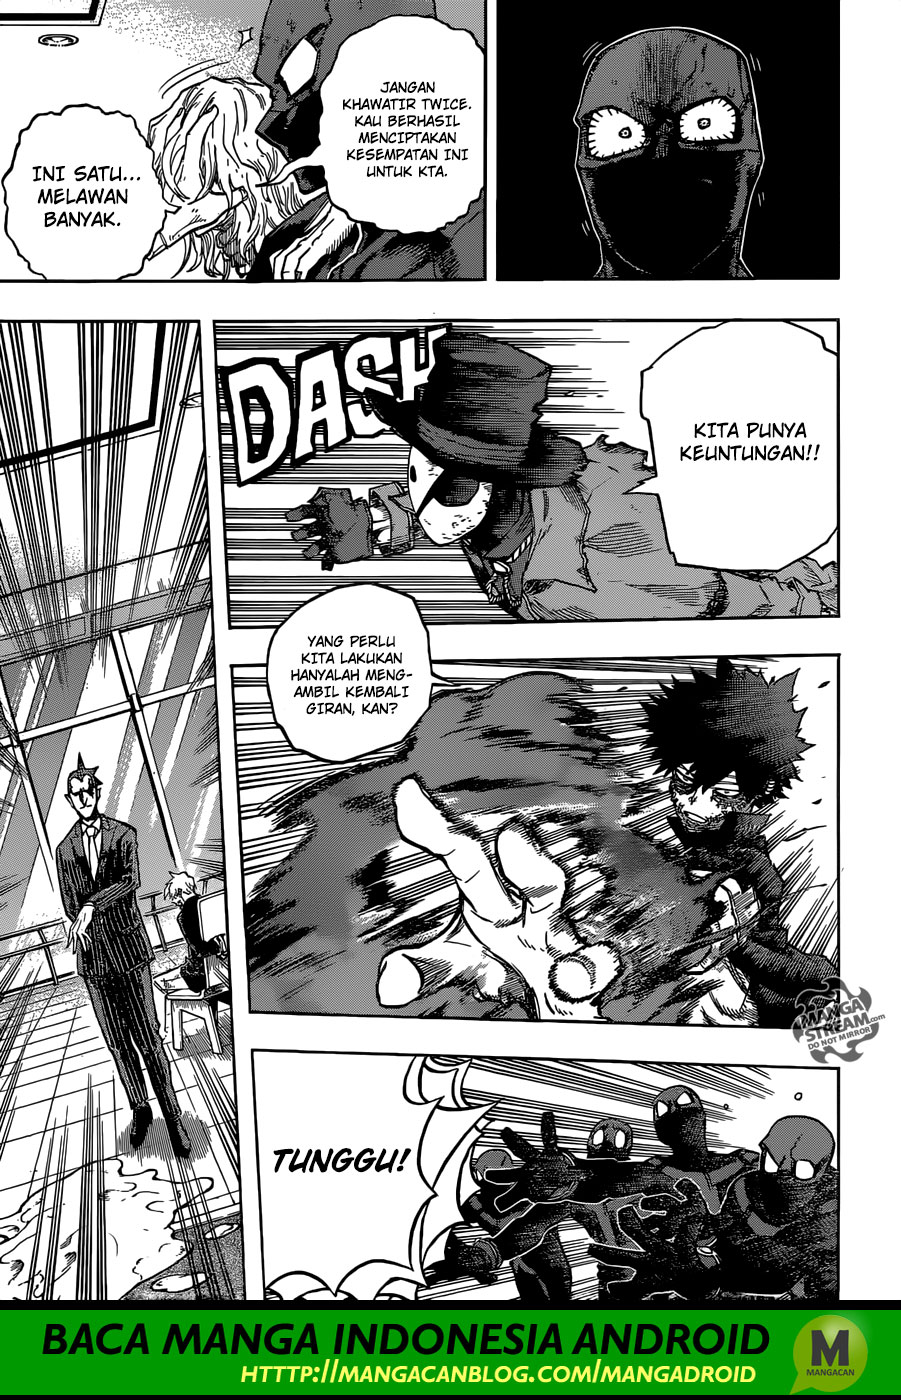 JANGAN
KHAWATIR TWICE.
KAU BERHASIL
MENCIPTAKAN
KESEMPATAN INI
UNTUK KTA.
INI SATU...
MELAWAN
BANYAK.
DASH
KITA PUNYA
KEUNTUNGAN!!
YANG PERLU
KITA LAKUKAN
HANYALAH MENG-
AMBIL KEMBALI
GIRAN, KAN?
MANGA
STREAM.com
DO NOT MIRROR
TUNGGU!
BACA MANGA INDONESIA ANDROID
HTTTP://MANGACANBLOG.COM/MANGADROID
M
MANGACAN